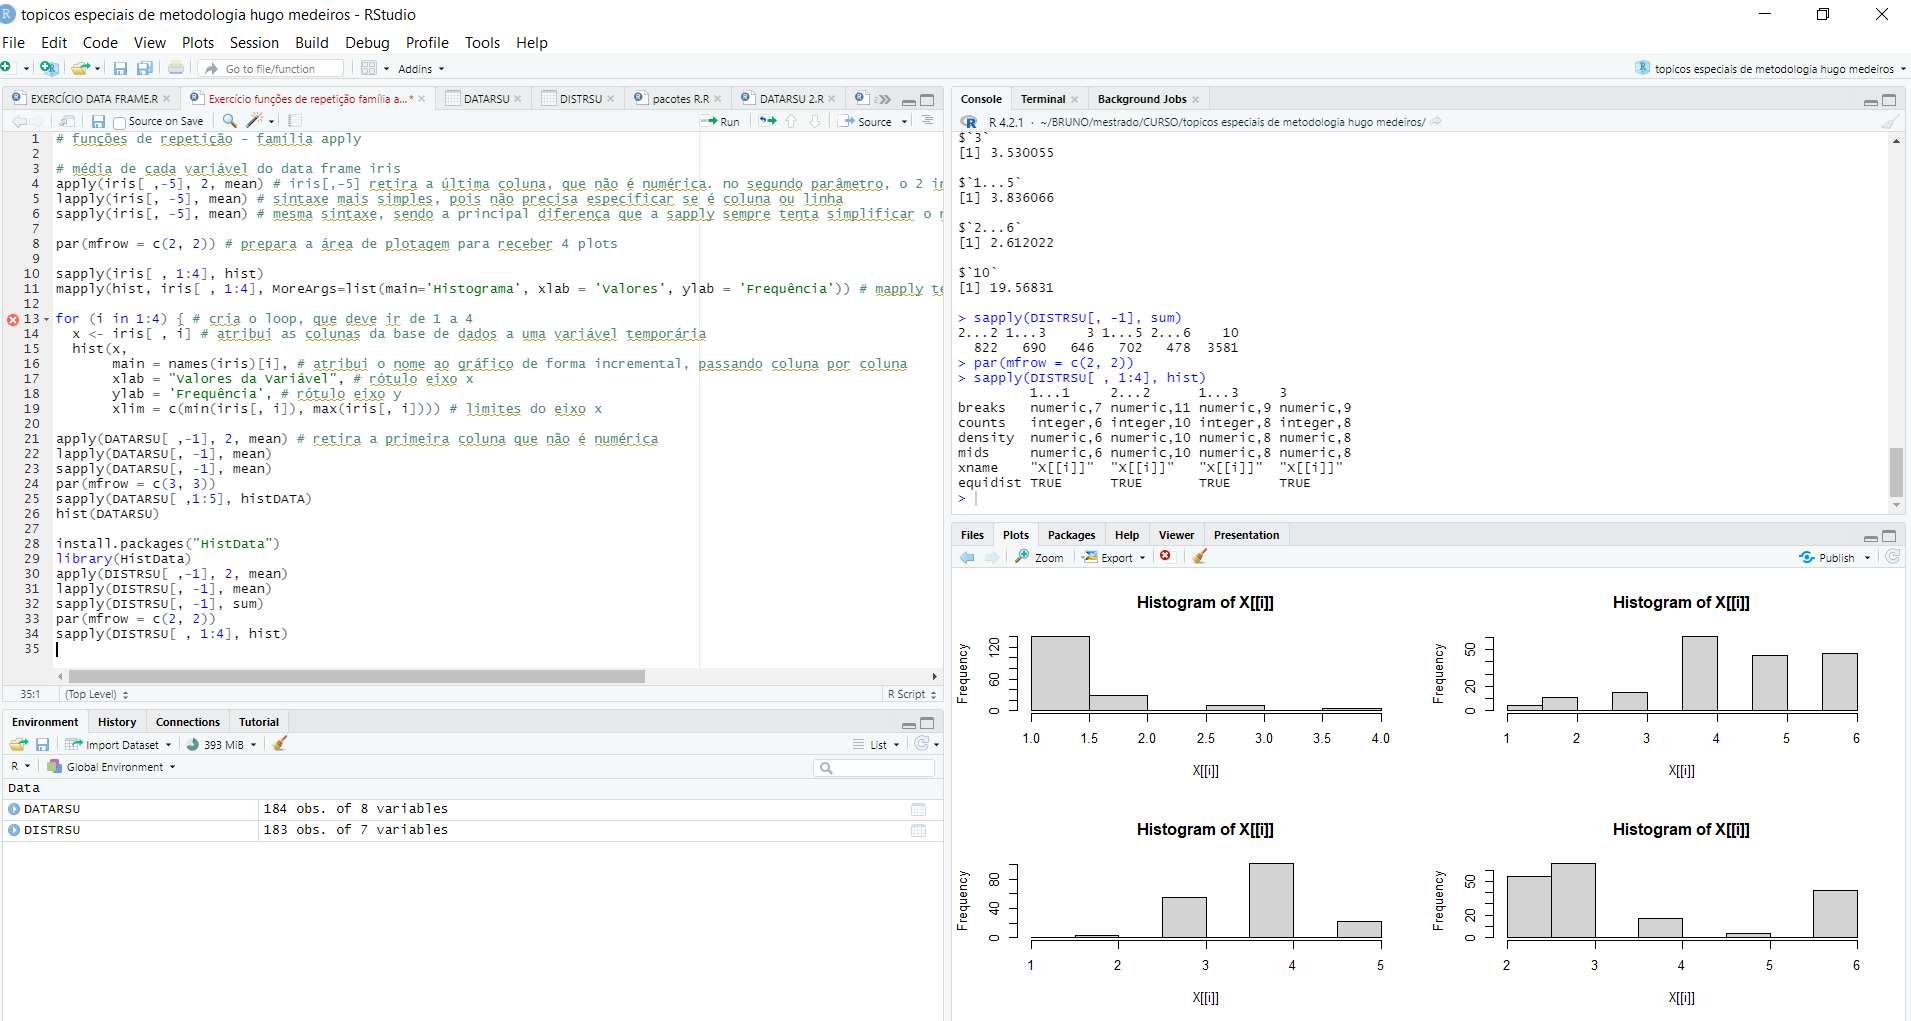 topicos especiais de metodologia hugo medeiros - RStudio
File Edit Code View Plots Session Build Debug Profile Tools Help
Go to file/function
Addins
topicos especiais de metodologia hugo medeiros
EXERCÍCIO DATA FRAME.R
Exercício funções de repetição família a...*
DATARSU
DISTRSU
pacotes R.R
DATARSU 2.R
Source on Save
Run
Source
1 # funções de repetição - família apply
2
3 # média de cada variável do data frame iris
4 apply(iris[ ,-5], 2, mean) # iris[,-5] retira a última coluna, que não é numérica. no segundo parâmetro, o 2 in
5 lapply(iris[, -5], mean) # sintaxe mais simples, pois não precisa especificar se é coluna ou linha
6 sapply(iris[, -5], mean) # mesma sintaxe, sendo a principal diferença que a sapply sempre tenta simplificar o r
7
8 par(mfrow = c(2, 2)) # prepara a área de plotagem para receber 4 plots
9
10 sapply(iris[ , 1:4], hist)
11 mapply(hist, iris[ , 1:4], MoreArgs=list(main='Histograma', xlab = 'Valores', ylab = 'Frequência')) # mapply te
12
13 for (i in 1:4) { # cria o loop, que deve ir de 1 a 4
14 x <- iris[ , i] # atribui as colunas da base de dados a uma variável temporária
15 hist(x,
16 main = names(iris)[i], # atribui o nome ao gráfico de forma incremental, passando coluna por coluna
17 xlab = "Valores da Variável", # rótulo eixo x
18 ylab = 'Frequência', # rótulo eixo y
19 xlim = c(min(iris[, i]), max(iris[, i]))) # limites do eixo x
20
21 apply(DATARSU[ ,-1], 2, mean) # retira a primeira coluna que não é numérica
22 lapply(DATARSU[, -1], mean)
23 sapply(DATARSU[, -1], mean)
24 par(mfrow = c(3, 3))
25 sapply(DATARSU[ ,1:5], histDATA)
26 hist(DATARSU)
27
28 install.packages("HistData")
29 library(HistData)
30 apply(DISTRSU[ ,-1], 2, mean)
31 lapply(DISTRSU[, -1], mean)
32 sapply(DISTRSU[, -1], sum)
33 par(mfrow = c(2, 2))
34 sapply(DISTRSU[ , 1:4], hist)
35
35:1 (Top Level) R Script
Environment History Connections Tutorial
Import Dataset 393 MiB List
R Global Environment
Data
DATARSU 184 obs. of 8 variables
DISTRSU 183 obs. of 7 variables
Console Terminal Background Jobs
R 4.2.1 · ~/BRUNO/mestrado/CURSO/topicos especiais de metodologia hugo medeiros/
$`3`
[1] 3.530055
$`1...5`
[1] 3.836066
$`2...6`
[1] 2.612022
$`10`
[1] 19.56831
> sapply(DISTRSU[, -1], sum)
2...2 1...3 3 1...5 2...6 10
822 690 646 702 478 3581
> par(mfrow = c(2, 2))
> sapply(DISTRSU[ , 1:4], hist)
1...1 2...2 1...3 3
breaks numeric,7 numeric,11 numeric,9 numeric,9
counts integer,6 integer,10 integer,8 integer,8
density numeric,6 numeric,10 numeric,8 numeric,8
mids numeric,6 numeric,10 numeric,8 numeric,8
xname "X[[i]]" "X[[i]]" "X[[i]]" "X[[i]]"
equidist TRUE TRUE TRUE TRUE
>
Files Plots Packages Help Viewer Presentation
Zoom Export Publish
Histogram of X[[i]]
Frequency
0 60 120
1.0 1.5 2.0 2.5 3.0 3.5 4.0
X[[i]]
Histogram of X[[i]]
Frequency
0 20 50
1 2 3 4 5 6
X[[i]]
Histogram of X[[i]]
Frequency
0 40 80
1 2 3 4 5
X[[i]]
Histogram of X[[i]]
Frequency
0 20 50
2 3 4 5 6
X[[i]]